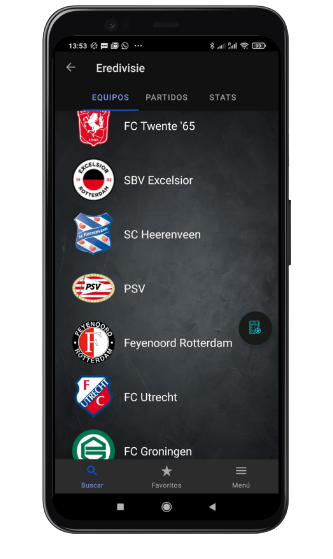 13:53
Eredivisie
EQUIPOS PARTIDOS STATS
FC Twente '65
EXCELSIOR
ROTTERDAM
SBV Excelsior
SC Heerenveen
PSV
PSV
FEYENOORD
ROTTERDAM
Feyenoord Rotterdam
F
C
UTRECHT
FC Utrecht
FC Groningen
Buscar Favoritos Menú